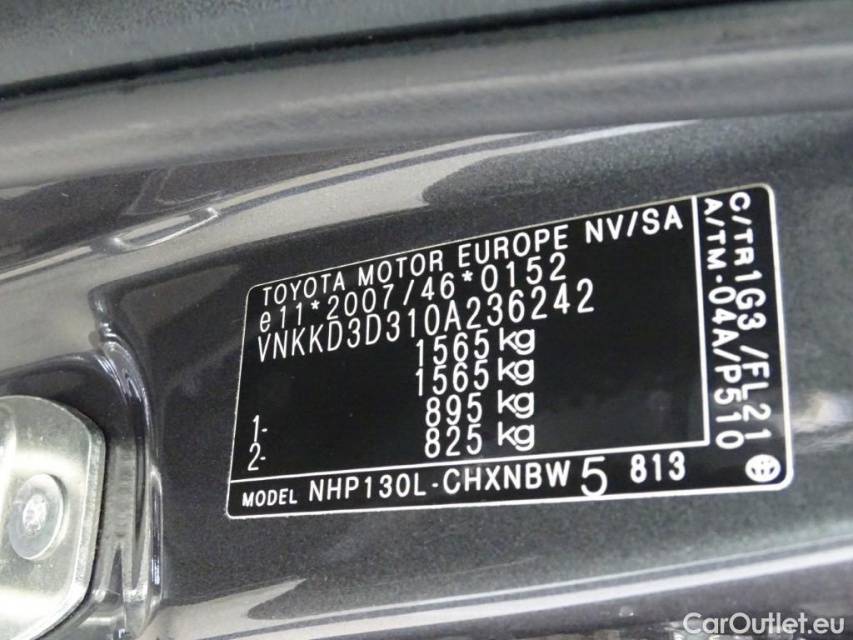 TOYOTA MOTOR EUROPE NV/SA
e11*2007/46*0152
VNKKD3D310A236242
1565 kg
1565 kg
1- 895 kg
2- 825 kg
MODEL NHP130L-CHXNBW 5 813
C/TR1G3 /FL21
A/TM-04A/P510
CarOutlet.eu